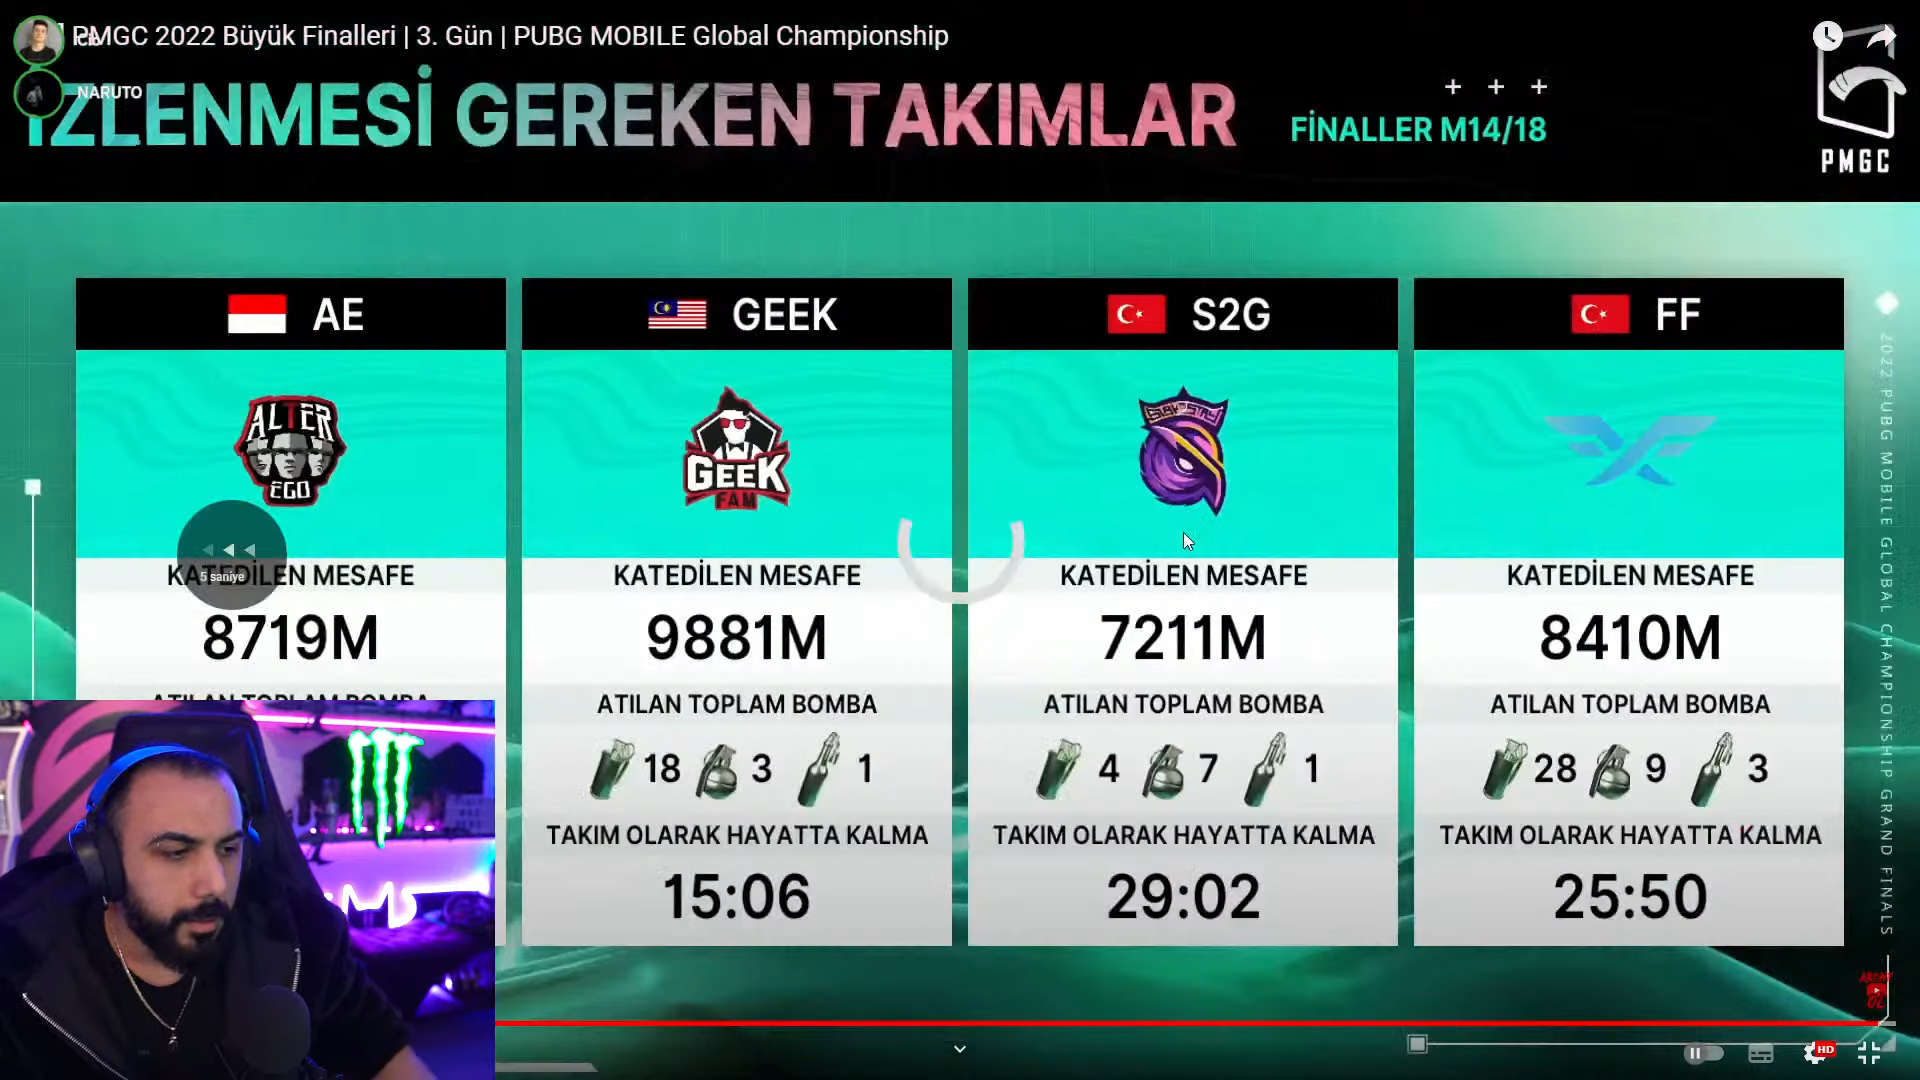 PMGC 2022 Büyük Finalleri | 3. Gün | PUBG MOBILE Global Championship
NARUTO
İZLENMESİ GEREKEN TAKIMLAR
FİNALLER M14/18
PMGC
AE
GEEK
S2G
FF
ALTER
EGO
GEEK
FAM
5 saniye
KATEDİLEN MESAFE
KATEDİLEN MESAFE
KATEDİLEN MESAFE
KATEDİLEN MESAFE
8719M
9881M
7211M
8410M
ATILAN TOPLAM BOMBA
ATILAN TOPLAM BOMBA
ATILAN TOPLAM BOMBA
ATILAN TOPLAM BOMBA
18 3 1
4 7 1
28 9 3
TAKIM OLARAK HAYATTA KALMA
TAKIM OLARAK HAYATTA KALMA
TAKIM OLARAK HAYATTA KALMA
15:06
29:02
25:50
2022 PUBG MOBILE GLOBAL CHAMPIONSHIP GRAND FINALS
HD